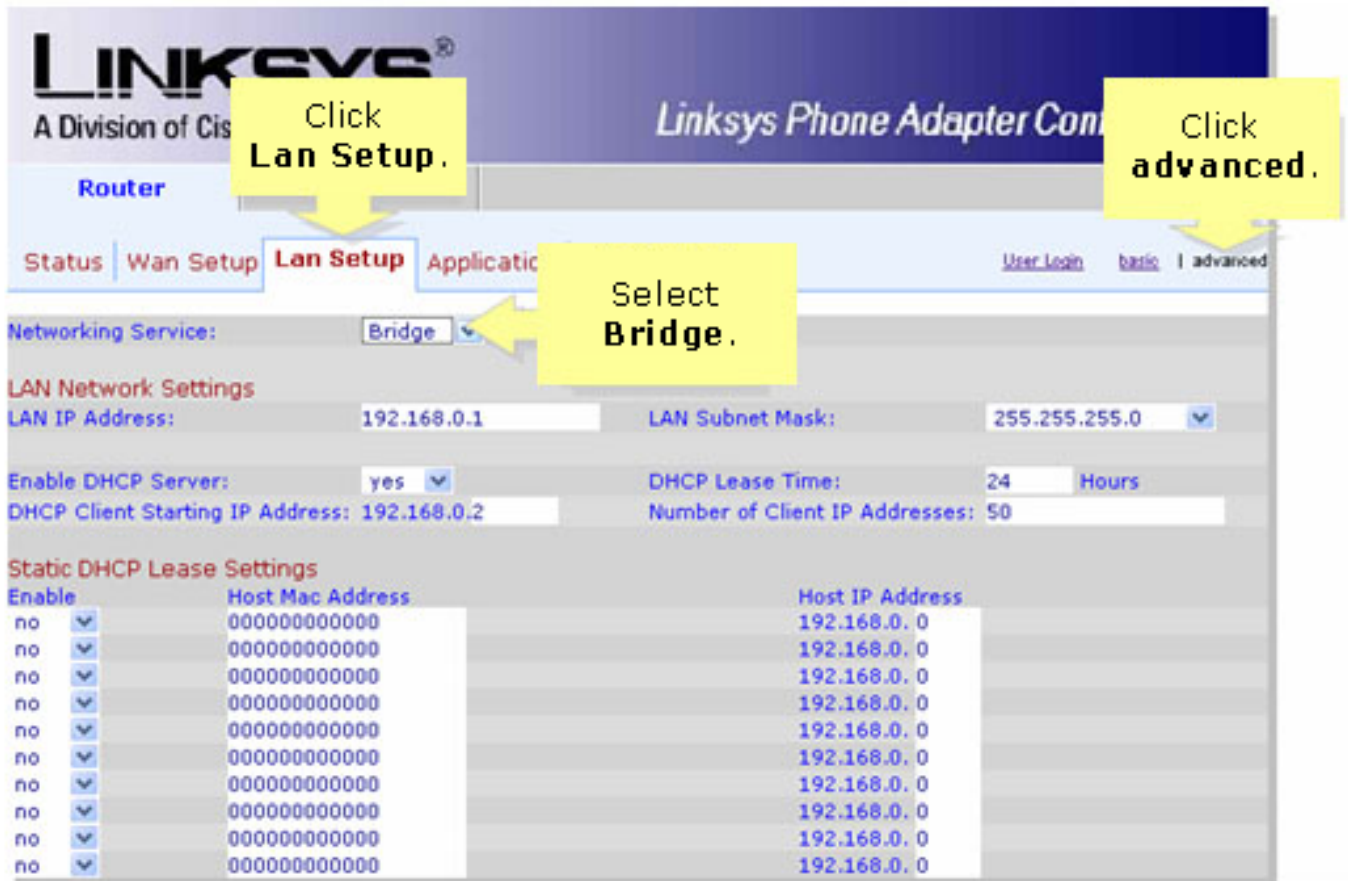 LINKSYS®
A Division of Cis
Linksys Phone Adapter Con
Click
Lan Setup.
Click
advanced.
Router
Status Wan Setup Lan Setup Applicatio
User Login basic | advanced
Select
Bridge.
Networking Service: Bridge
LAN Network Settings
LAN IP Address: 192.168.0.1 LAN Subnet Mask: 255.255.255.0
Enable DHCP Server: yes DHCP Lease Time: 24 Hours
DHCP Client Starting IP Address: 192.168.0.2 Number of Client IP Addresses: 50
Static DHCP Lease Settings
Enable Host Mac Address Host IP Address
no 000000000000 192.168.0. 0
no 000000000000 192.168.0. 0
no 000000000000 192.168.0. 0
no 000000000000 192.168.0. 0
no 000000000000 192.168.0. 0
no 000000000000 192.168.0. 0
no 000000000000 192.168.0. 0
no 000000000000 192.168.0. 0
no 000000000000 192.168.0. 0
no 000000000000 192.168.0. 0